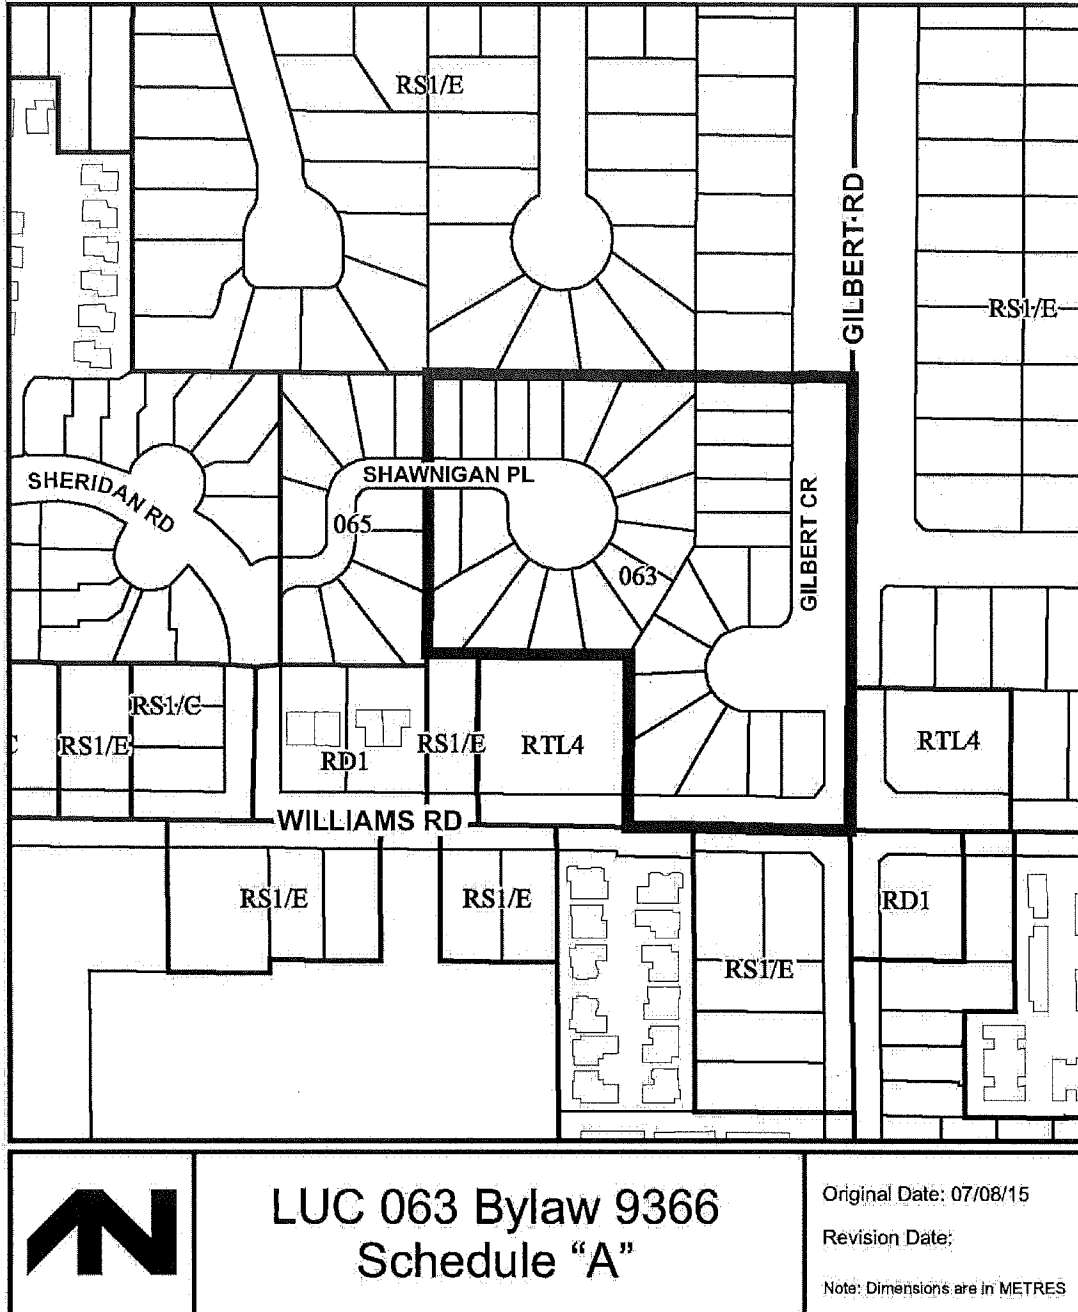 RS1/E
GILBERT RD
RS1/E
SHERIDAN RD
SHAWNIGAN PL
065
063
GILBERT CR
C
RS1/E
RS1/C
RD1
RS1/E
RTL4
RTL4
WILLIAMS RD
RS1/E
RS1/E
RS1/E
RD1
N
LUC 063 Bylaw 9366
Schedule “A”
Original Date: 07/08/15
Revision Date:
Note: Dimensions are in METRES